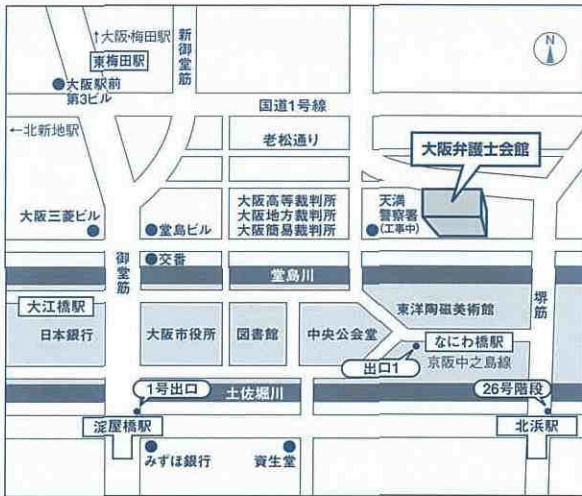 ↑大阪・梅田駅
東梅田駅
大阪駅前
第3ビル
新御堂筋
N
国道1号線
←北新地駅
老松通り
大阪弁護士会館
大阪高等裁判所
大阪地方裁判所
大阪簡易裁判所
天満
警察署
(工事中)
大阪三菱ビル
堂島ビル
御堂筋
交番
堂島川
大江橋駅
日本銀行
大阪市役所
図書館
中央公会堂
東洋陶磁美術館
堺筋
なにわ橋駅
出口1
京阪中之島線
1号出口
土佐堀川
26号階段
淀屋橋駅
北浜駅
みずほ銀行
資生堂